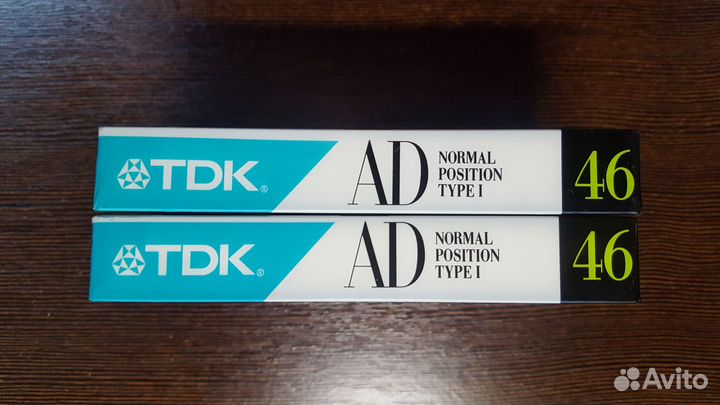 TDK®
AD
NORMAL
POSITION
TYPE I
46
TDK®
AD
NORMAL
POSITION
TYPE I
46
Avito